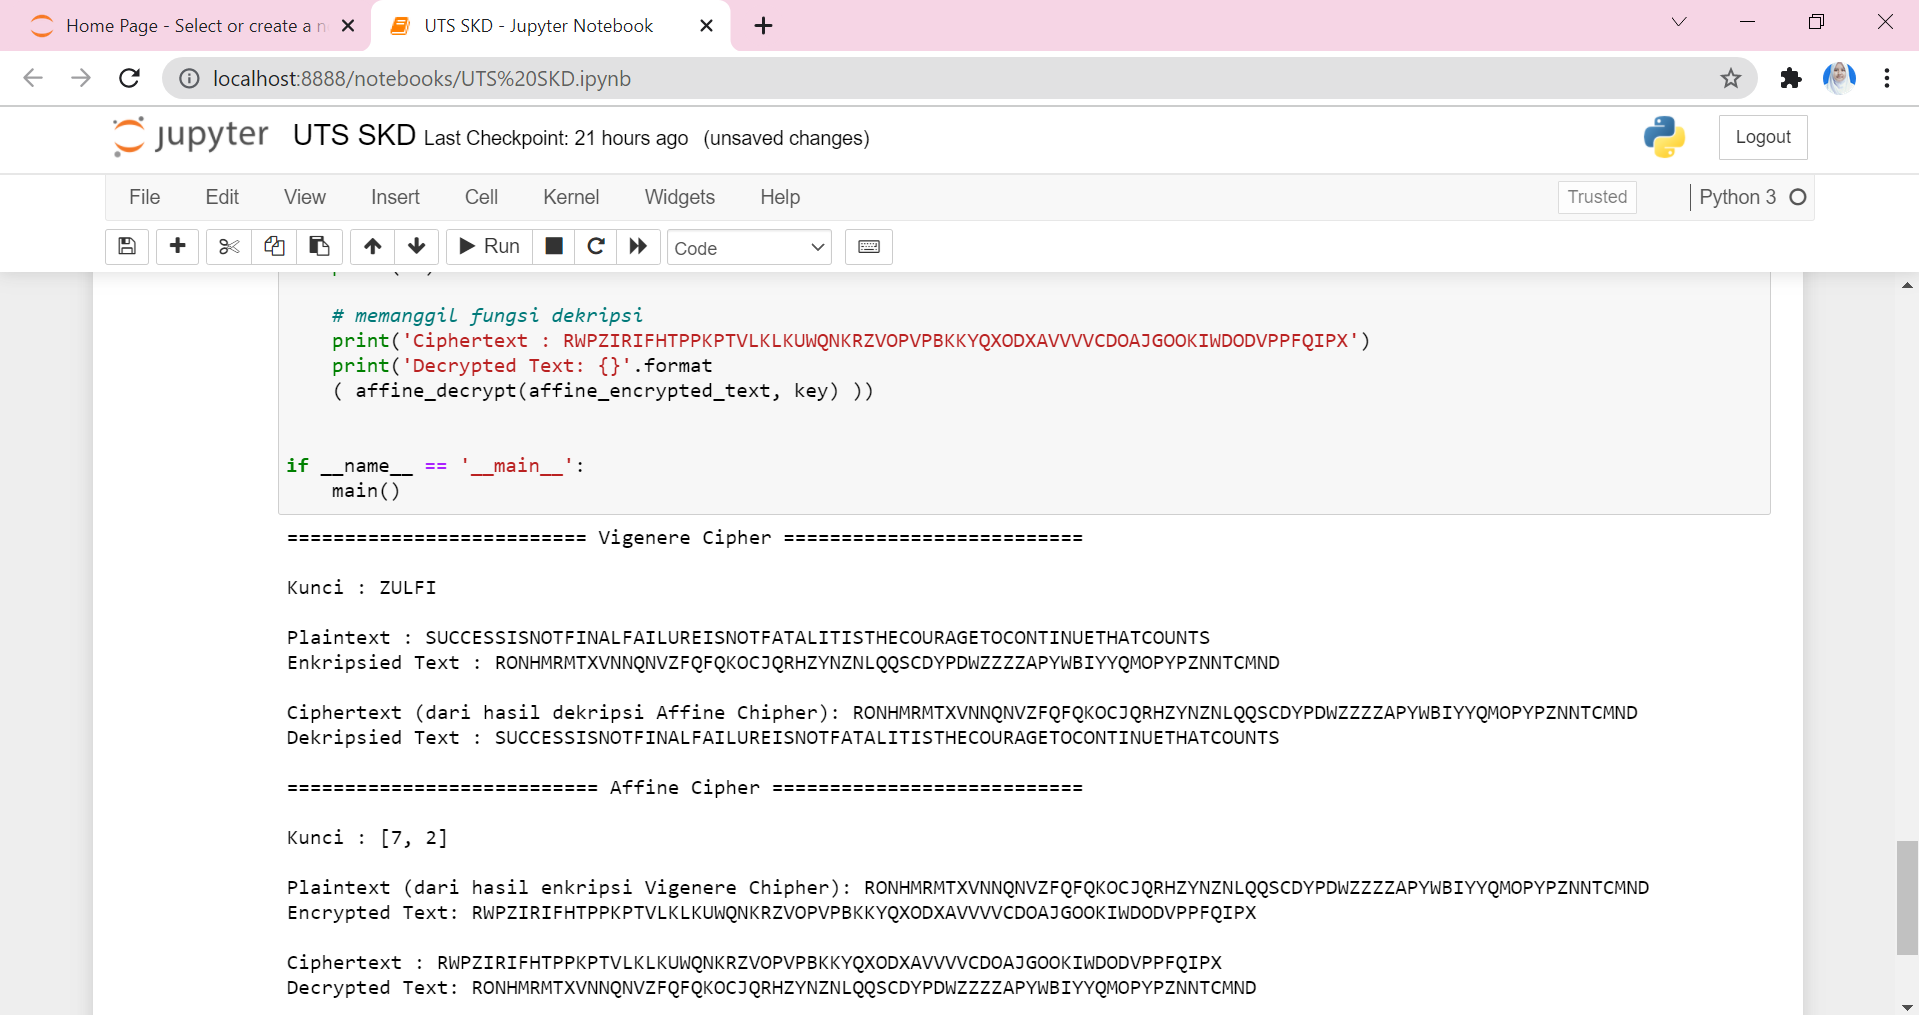 Home Page - Select or create a n
UTS SKD - Jupyter Notebook
localhost:8888/notebooks/UTS%20SKD.ipynb
jupyter UTS SKD Last Checkpoint: 21 hours ago (unsaved changes)
Logout
File Edit View Insert Cell Kernel Widgets Help
Trusted
Python 3
Run
Code
# memanggil fungsi dekripsi
print('Ciphertext : RWPZIRIFHTPPKPTVLKLKUWQNKRZVOPVPBKKYQXODXAVVVVCDOAJGOOKIWDODVPPFQIPX')
print('Decrypted Text: {}'.format
( affine_decrypt(affine_encrypted_text, key) ))
if __name__ == '__main__':
main()
========================== Vigenere Cipher ==========================
Kunci : ZULFI
Plaintext : SUCCESSISNOTFINALFAILUREISNOTFATALITISTHECOURAGETOCONTINUETHATCOUNTS
Enkripsied Text : RONHMRMTXVNNQNVZFQFQKOCJQRHZYNZNLQQSCDYPDWZZZZAPYWBIYYQMOPYPZNNTCMND
Ciphertext (dari hasil dekripsi Affine Chipher): RONHMRMTXVNNQNVZFQFQKOCJQRHZYNZNLQQSCDYPDWZZZZAPYWBIYYQMOPYPZNNTCMND
Dekripsied Text : SUCCESSISNOTFINALFAILUREISNOTFATALITISTHECOURAGETOCONTINUETHATCOUNTS
=========================== Affine Cipher ===========================
Kunci : [7, 2]
Plaintext (dari hasil enkripsi Vigenere Chipher): RONHMRMTXVNNQNVZFQFQKOCJQRHZYNZNLQQSCDYPDWZZZZAPYWBIYYQMOPYPZNNTCMND
Encrypted Text: RWPZIRIFHTPPKPTVLKLKUWQNKRZVOPVPBKKYQXODXAVVVVCDOAJGOOKIWDODVPPFQIPX
Ciphertext : RWPZIRIFHTPPKPTVLKLKUWQNKRZVOPVPBKKYQXODXAVVVVCDOAJGOOKIWDODVPPFQIPX
Decrypted Text: RONHMRMTXVNNQNVZFQFQKOCJQRHZYNZNLQQSCDYPDWZZZZAPYWBIYYQMOPYPZNNTCMND